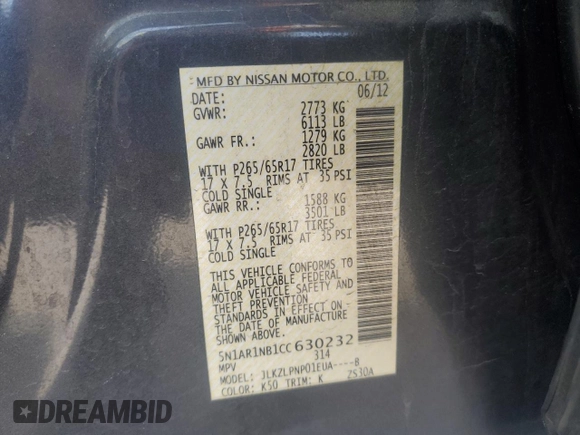 MFD BY NISSAN MOTOR CO., LTD.
DATE: 06/12
GVWR: 2773 KG
6113 LB
GAWR FR.: 1279 KG
2820 LB
WITH P265/65R17 TIRES
17 X 7.5 RIMS AT 35 PSI
COLD SINGLE
GAWR RR.: 1588 KG
3501 LB
WITH P265/65R17 TIRES
17 X 7.5 RIMS AT 35 PSI
COLD SINGLE
THIS VEHICLE CONFORMS TO
ALL APPLICABLE FEDERAL
MOTOR VEHICLE SAFETY AND
THEFT PREVENTION
STANDARDS IN EFFECT ON
THE DATE OF MANUFACTURE
SHOWN ABOVE.
5N1AR1NB1CC630232
MPV 314
MODEL: JLKZLPNP01EUA----B
COLOR: K50 TRIM: K ZS30A
DREAMBID